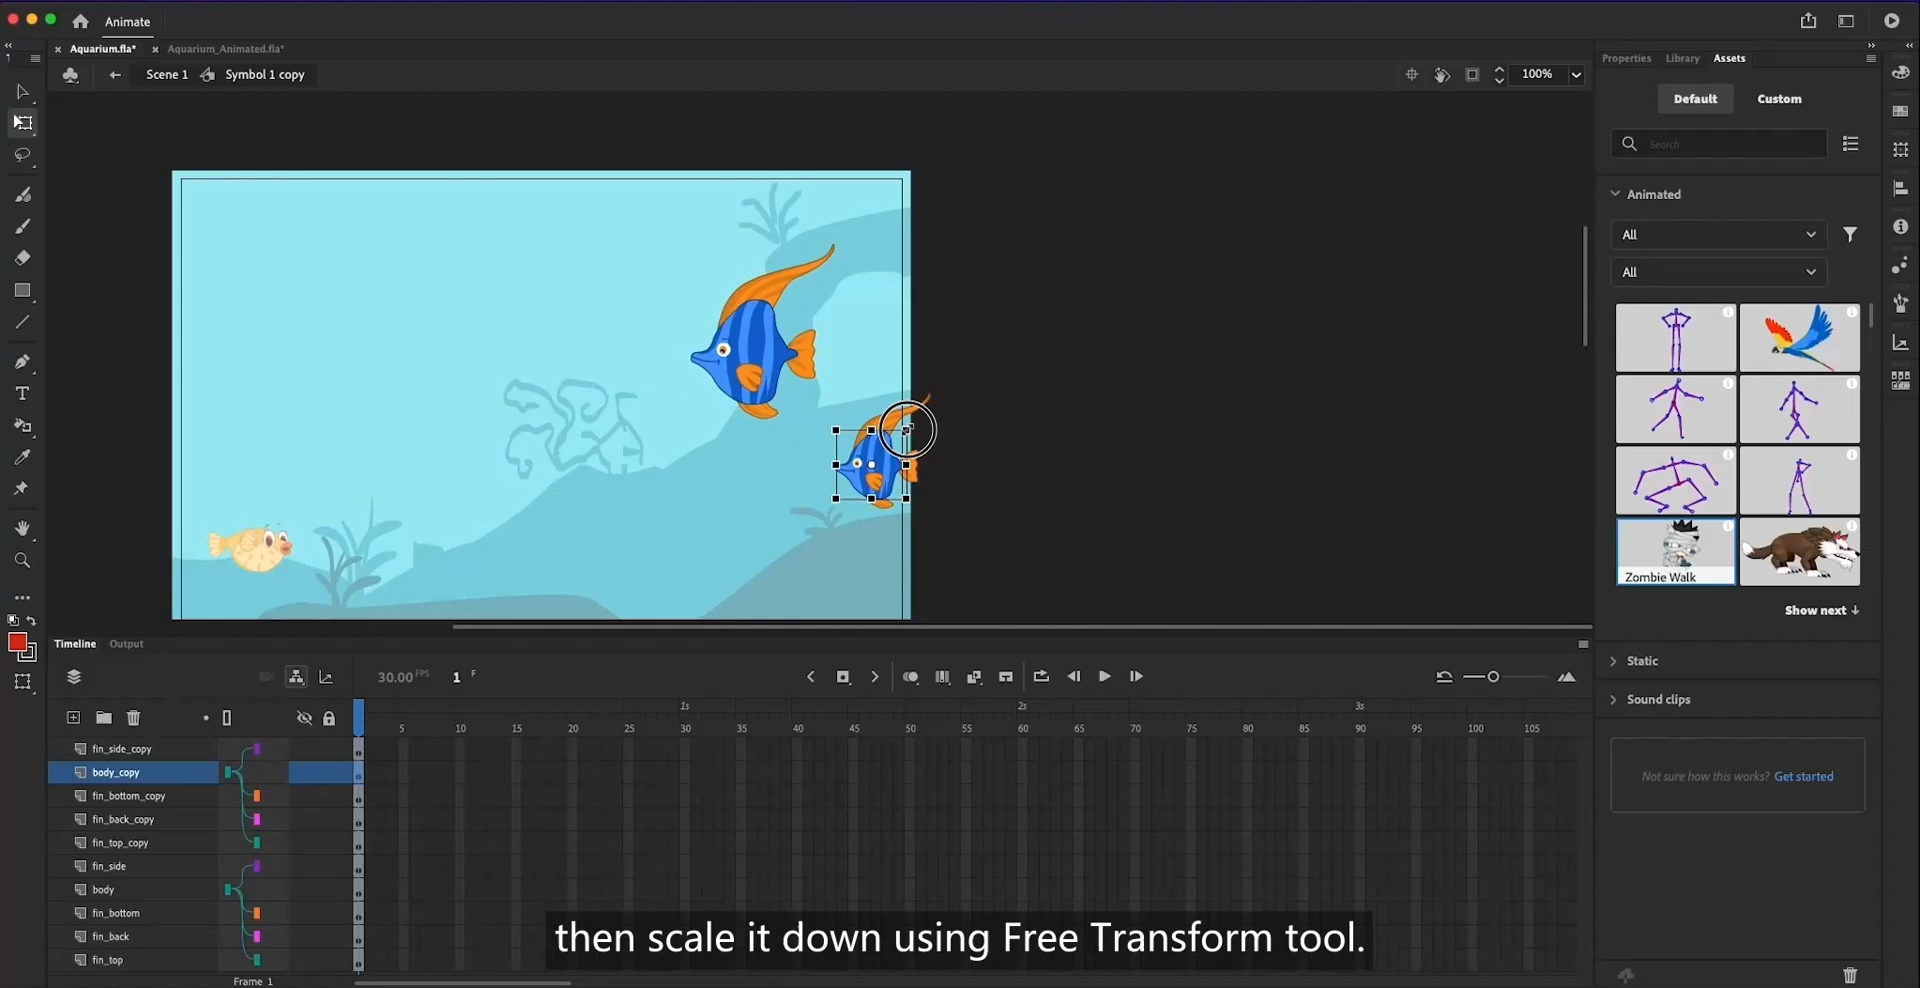 Animate
Aquarium.fla*
Aquarium_Animated.fla*
Scene 1
Symbol 1 copy
100%
Properties
Library
Assets
Default
Custom
Search
Animated
All
All
Zombie Walk
Show next
Static
Sound clips
Not sure how this works? Get started
Timeline
Output
30.00 FPS
1 F
1s
2s
3s
5 10 15 20 25 30 35 40 45 50 55 60 65 70 75 80 85 90 95 100 105
fin_side_copy
body_copy
fin_bottom_copy
fin_back_copy
fin_top_copy
fin_side
body
fin_bottom
fin_back
fin_top
Frame 1
then scale it down using Free Transform tool.